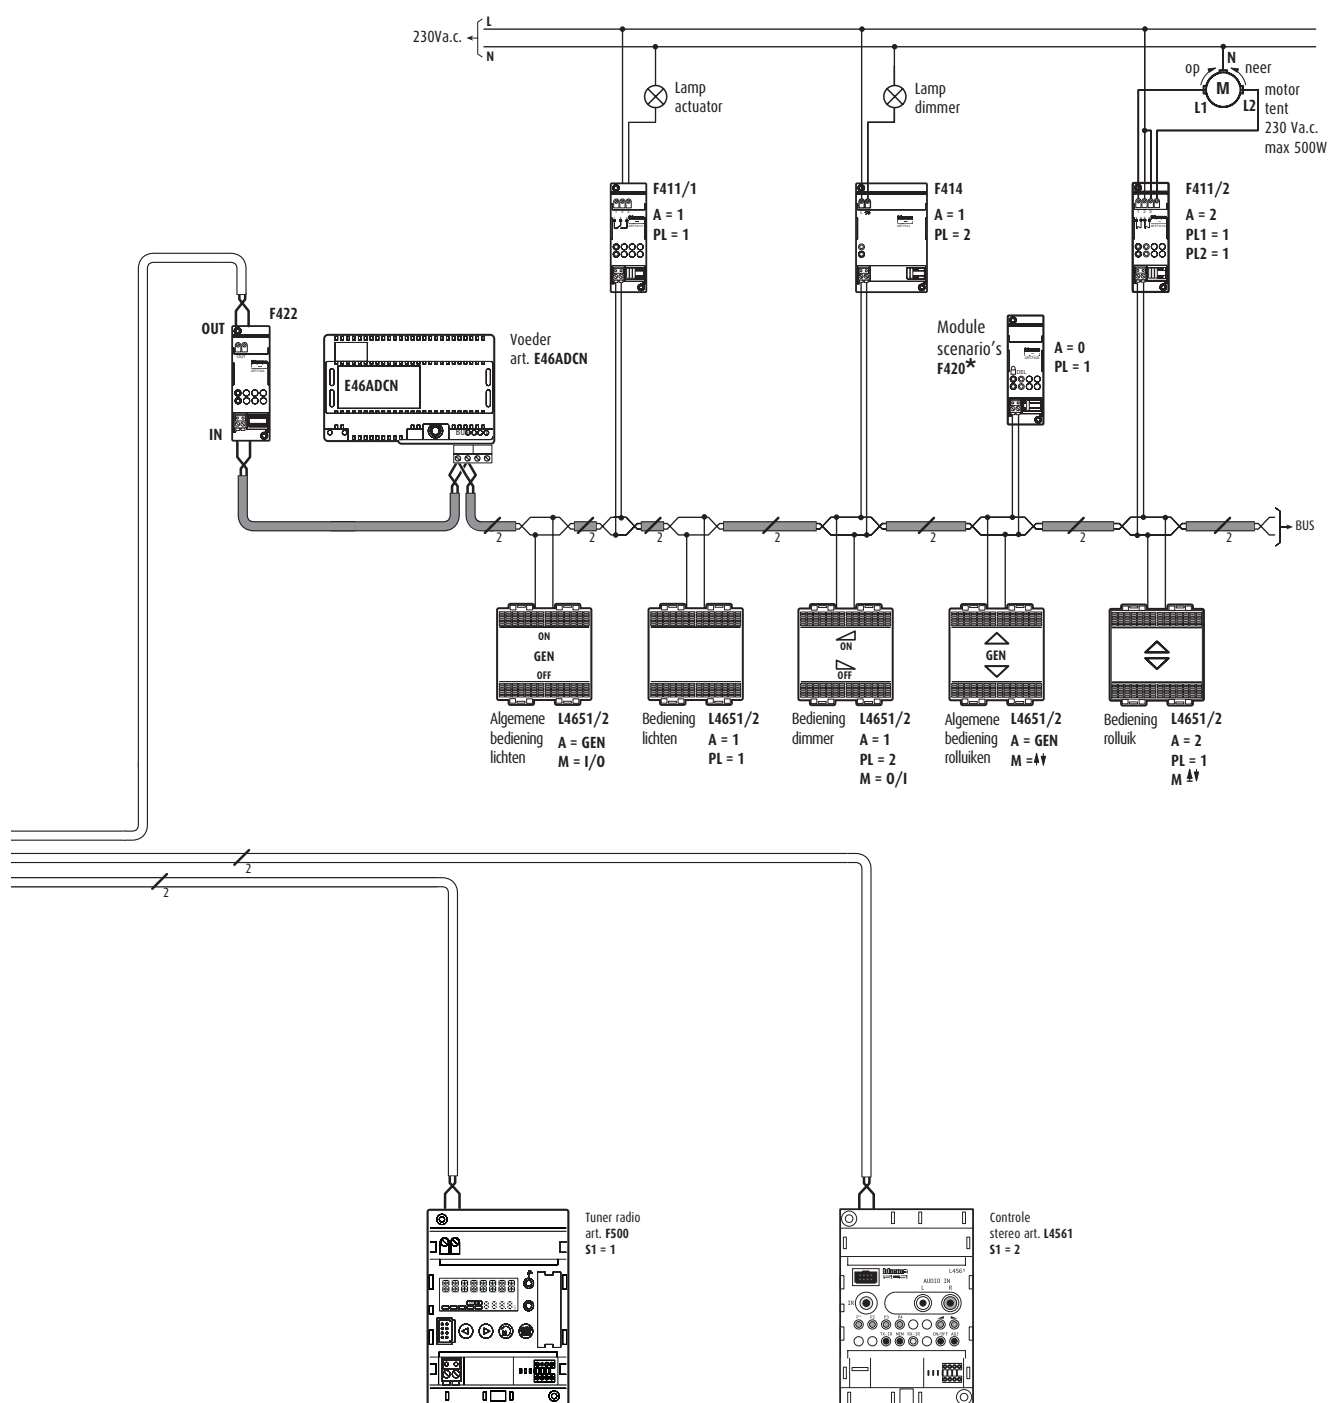 L
230Va.c.
N
Lamp
actuator
Lamp
dimmer
op
N
neer
M
L1
L2
motor
tent
230 Va.c.
max 500W
F411/1
A = 1
PL = 1
F414
A = 1
PL = 2
F411/2
A = 2
PL1 = 1
PL2 = 1
F422
OUT
OUT
IN
Voeder
art. E46ADCN
E46ADCN
BUS
Module
scenario's
F420*
DEL
A = 0
PL = 1
2
2
2
2
2
2
2
BUS
ON
GEN
OFF
ON
OFF
GEN
Algemene
bediening
lichten
L4651/2
A = GEN
M = I/O
Bediening
lichten
L4651/2
A = 1
PL = 1
Bediening
dimmer
L4651/2
A = 1
PL = 2
M = O/I
Algemene
bediening
rolluiken
L4651/2
A = GEN
M =
Bediening
rolluik
L4651/2
A = 2
PL = 1
M
2
2
Tuner radio
art. F500
S1 = 1
Controle
stereo art. L4561
S1 = 2
L4561
AUDIO IN
L R
IR
ON/OFF